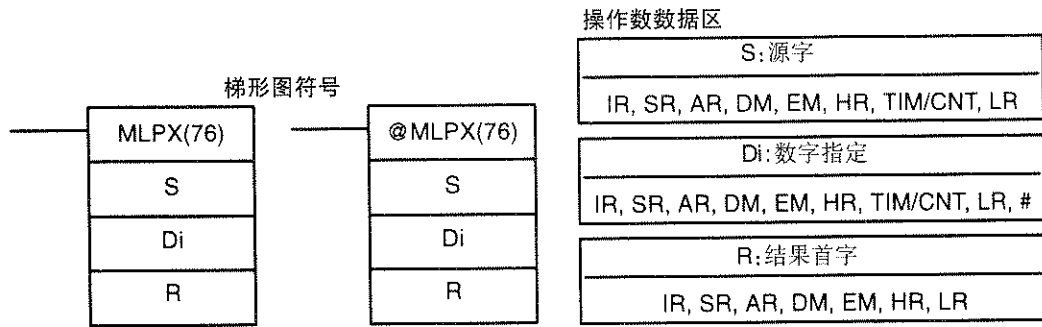 操作数数据区
S:源字
IR, SR, AR, DM, EM, HR, TIM/CNT, LR
梯形图符号
MLPX(76)
S
Di
R
@MLPX(76)
S
Di
R
Di:数字指定
IR, SR, AR, DM, EM, HR, TIM/CNT, LR, #
R:结果首字
IR, SR, AR, DM, EM, HR, LR